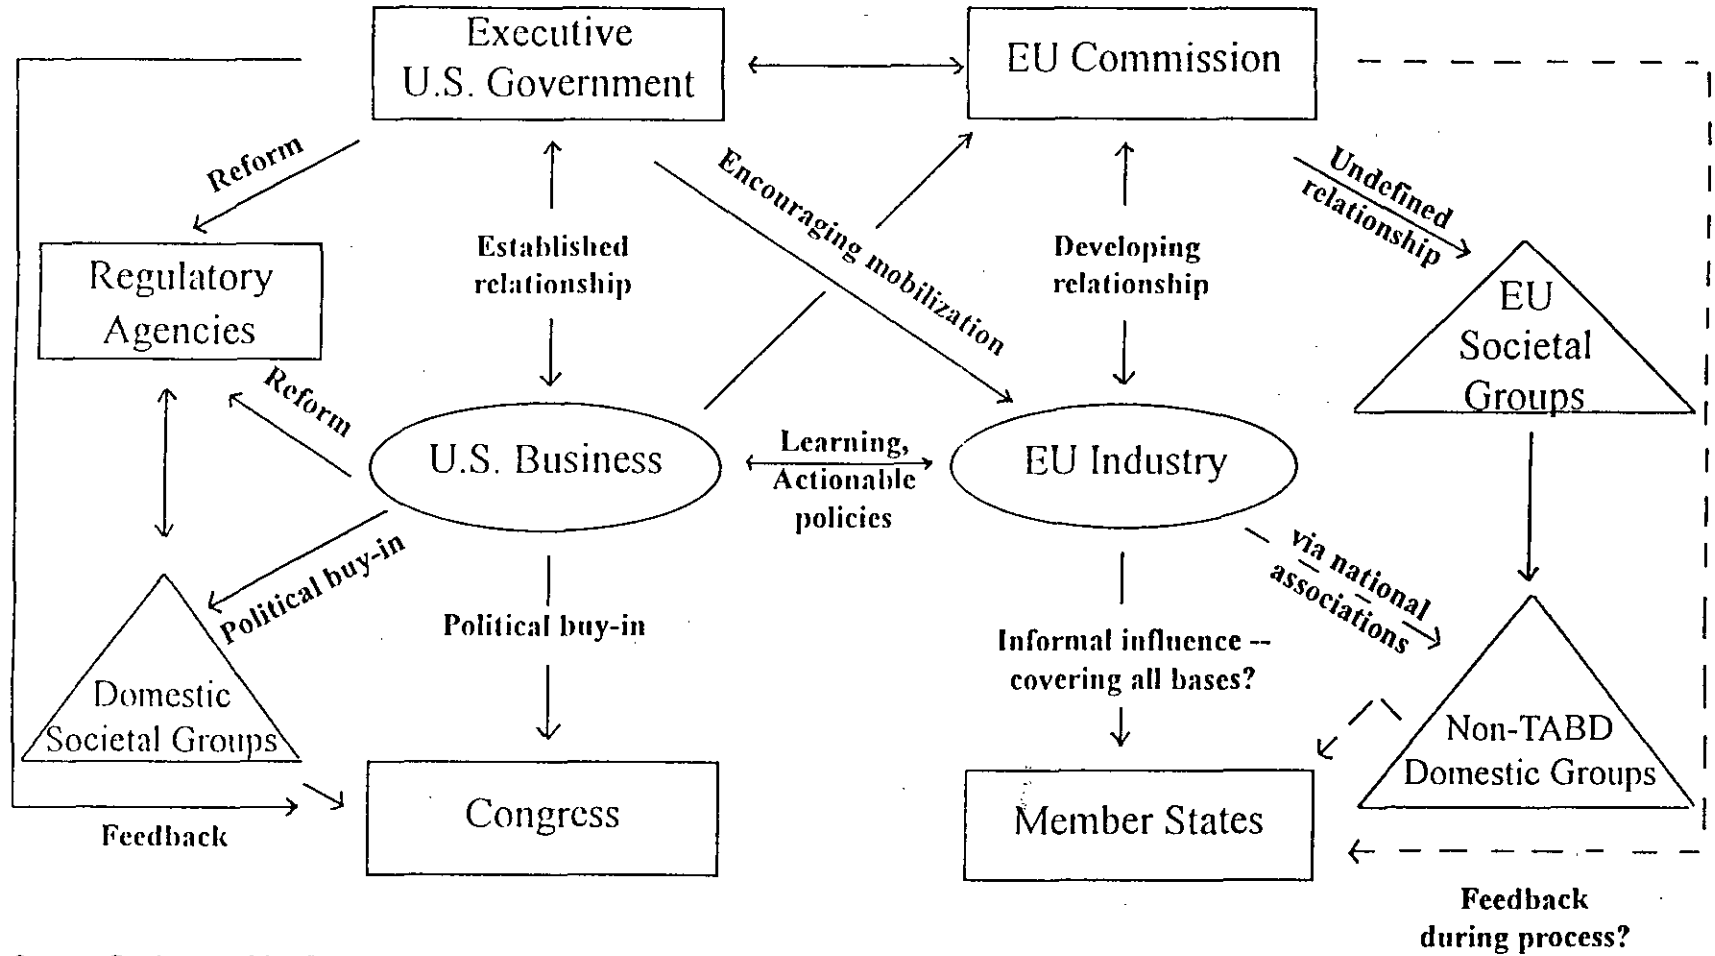 Executive
U.S. Government
EU Commission
Reform
Encouraging mobilization
Undefined
relationship
Established
relationship
Developing
relationship
Regulatory
Agencies
EU
Societal
Groups
Reform
U.S. Business
Learning,
Actionable
policies
EU Industry
Political buy-in
Political buy-in
via national
associations
Informal influence --
covering all bases?
Domestic
Societal Groups
Non-TABD
Domestic Groups
Congress
Member States
Feedback
Feedback
during process?